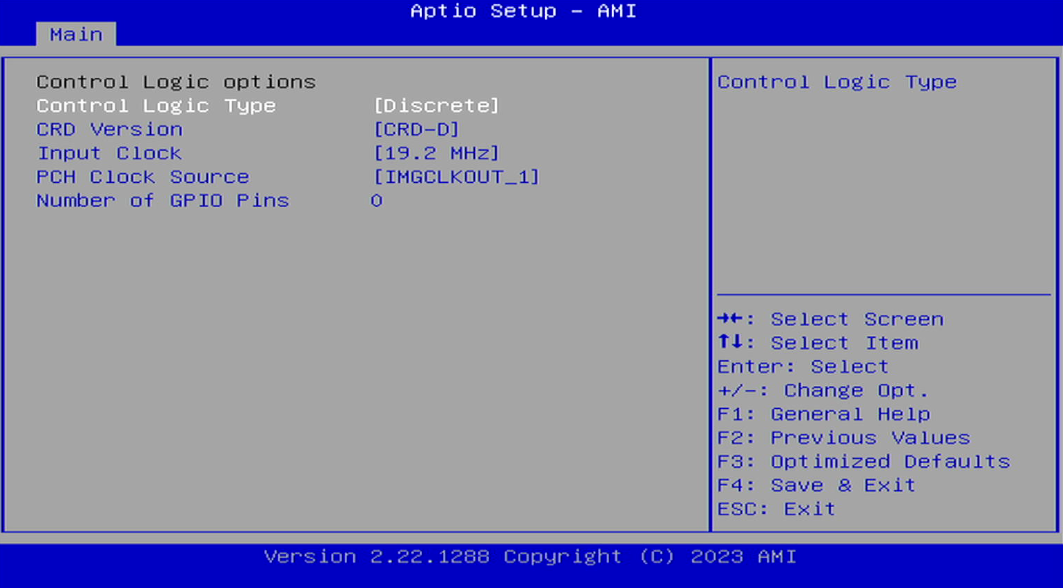 Aptio Setup - AMI
Main
Control Logic options
Control Logic Type [Discrete]
CRD Version [CRD-D]
Input Clock [19.2 MHz]
PCH Clock Source [IMGCLKOUT_1]
Number of GPIO Pins 0
Control Logic Type
→←: Select Screen
↑↓: Select Item
Enter: Select
+/-: Change Opt.
F1: General Help
F2: Previous Values
F3: Optimized Defaults
F4: Save & Exit
ESC: Exit
Version 2.22.1288 Copyright (C) 2023 AMI